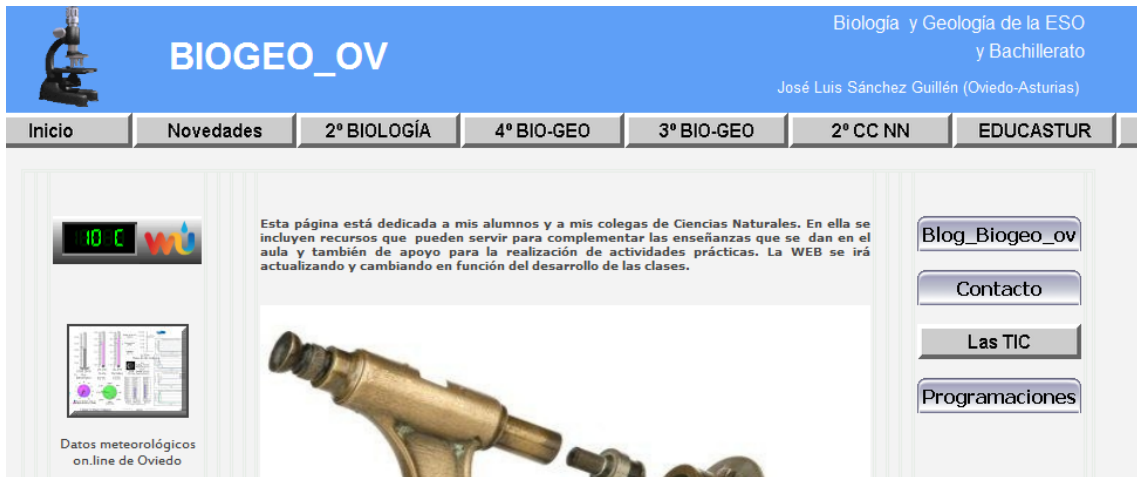 BIOGEO_OV
Biología y Geología de la ESO
y Bachillerato
José Luis Sánchez Guillén (Oviedo-Asturias)
Inicio
Novedades
2º BIOLOGÍA
4º BIO-GEO
3º BIO-GEO
2º CC NN
EDUCASTUR
10 C
wu
Datos meteorológicos
on.line de Oviedo
Esta página está dedicada a mis alumnos y a mis colegas de Ciencias Naturales. En ella se
incluyen recursos que pueden servir para complementar las enseñanzas que se dan en el
aula y también de apoyo para la realización de actividades prácticas. La WEB se irá
actualizando y cambiando en función del desarrollo de las clases.
Blog_Biogeo_ov
Contacto
Las TIC
Programaciones